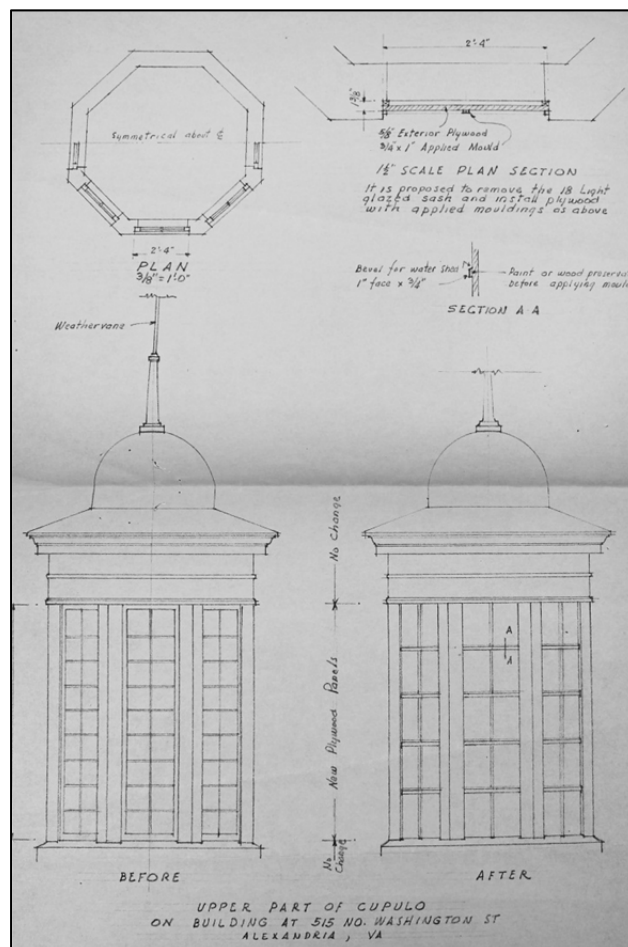 Symmetrical about ℄
2'-4"
PLAN
3/8" = 1'-0"
2'-4"
1 3/8"
5/8" Exterior Plywood
3/4" x 1" Applied Mould
1½" SCALE PLAN SECTION
It is proposed to remove the 18 Light
glazed sash and install plywood
with applied mouldings as above
Bevel for water shed
1" face x 3/4"
Paint or wood preserva
before applying mould
SECTION A-A
Weathervane
No Change
New Plywood Panels
No
Change
A
A
BEFORE
AFTER
UPPER PART OF CUPULO
ON BUILDING AT 515 NO. WASHINGTON ST
ALEXANDRIA, VA